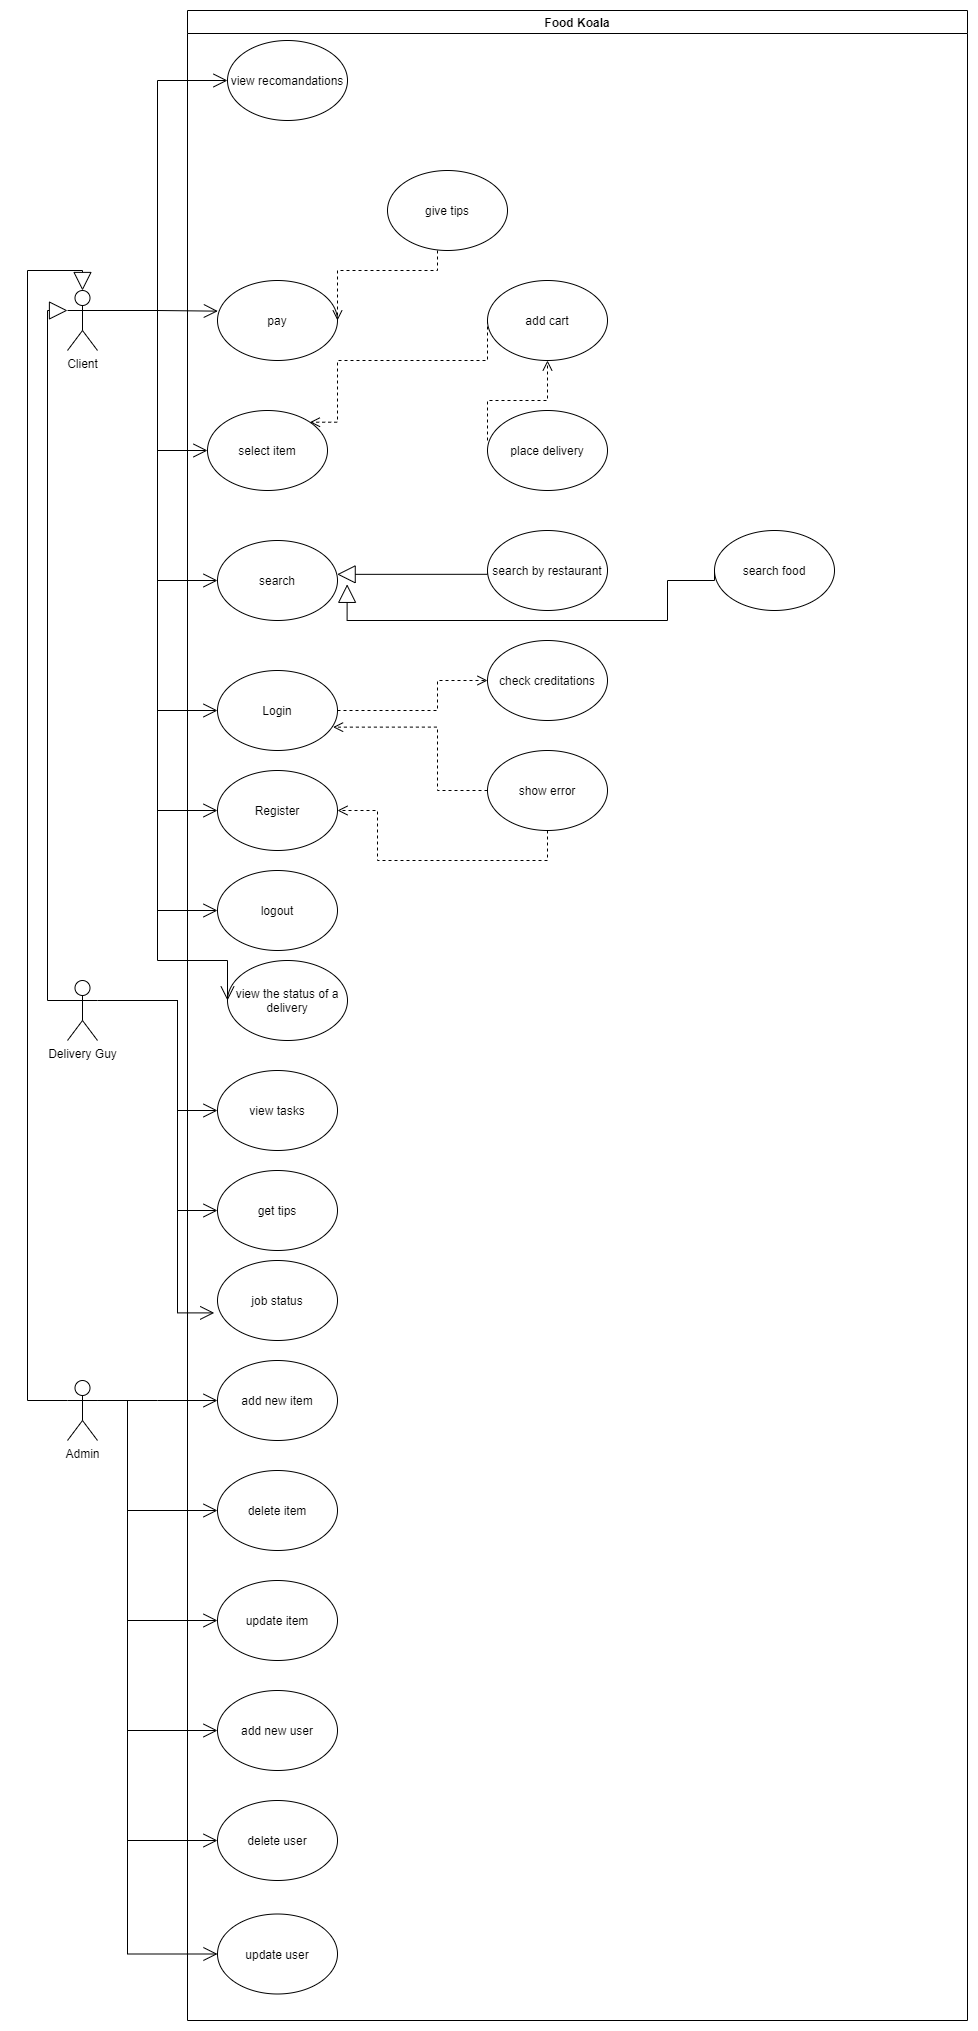 Food Koala
view recomandations
give tips
pay
add cart
Client
select item
place delivery
search
search by restaurant
search food
Login
check creditations
show error
Register
logout
view the status of a
delivery
Delivery Guy
view tasks
get tips
job status
add new item
Admin
delete item
update item
add new user
delete user
update user